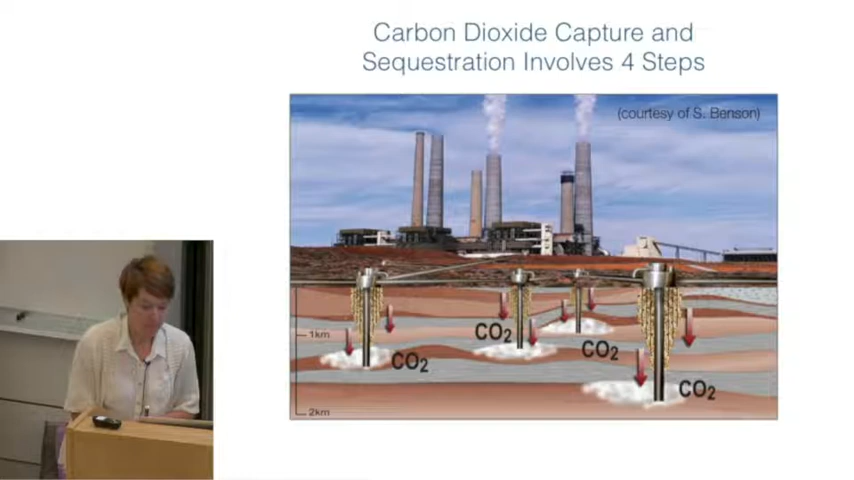 Carbon Dioxide Capture and
Sequestration Involves 4 Steps
(courtesy of S. Benson)
1km
CO2
CO2
CO2
CO2
2km